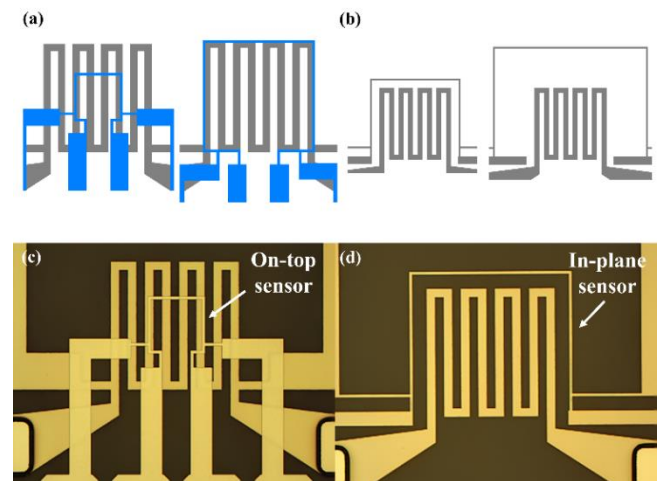 (a)
(b)
(c)
On-top
sensor
(d)
In-plane
sensor